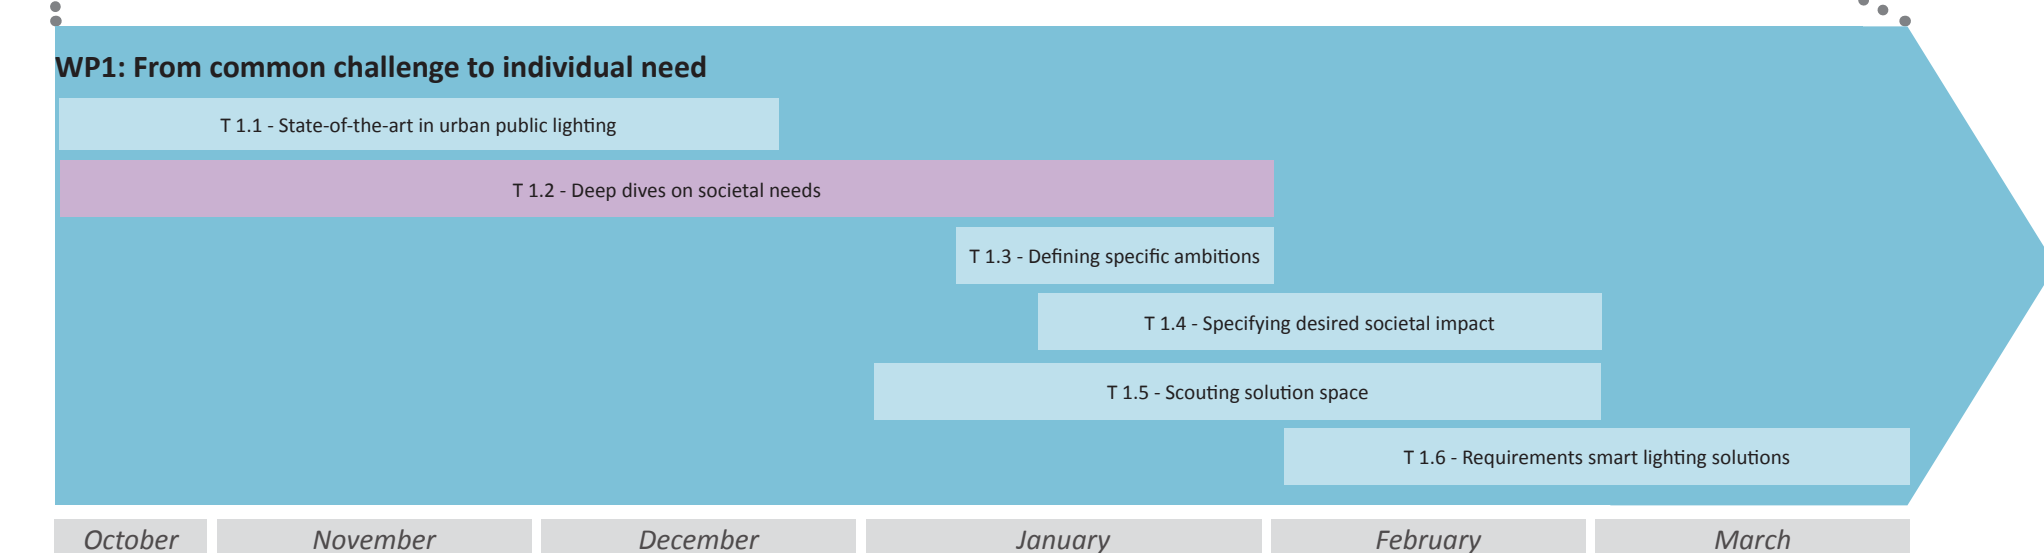 WP1: From common challenge to individual need
T 1.1 - State-of-the-art in urban public lighting
T 1.2 - Deep dives on societal needs
T 1.3 - Defining specific ambitions
T 1.4 - Specifying desired societal impact
T 1.5 - Scouting solution space
T 1.6 - Requirements smart lighting solutions
October November December January February March